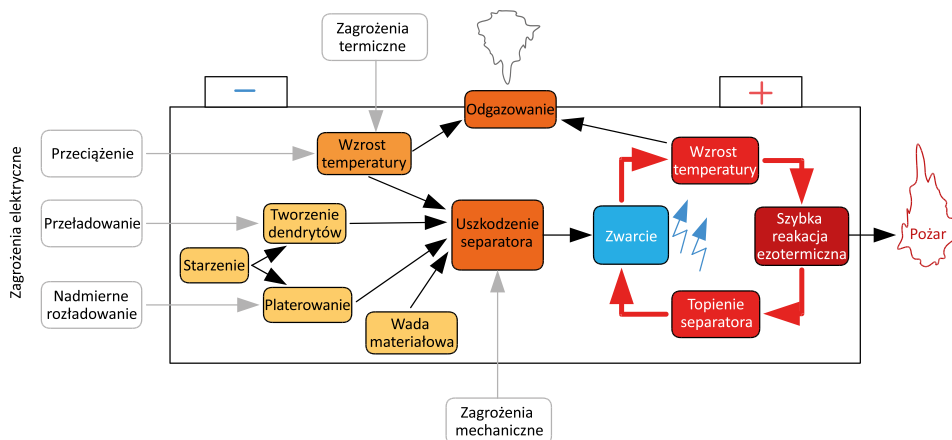 Zagrożenia
termiczne
−
+
Odgazowanie
Zagrożenia elektryczne
Przeciążenie
Wzrost
temperatury
Wzrost
temperatury
Przeładowanie
Tworzenie
dendrytów
Uszkodzenie
separatora
Zwarcie
Szybka
reakacja
ezotermiczna
Pożar
Starzenie
Nadmierne
rozładowanie
Platerowanie
Wada
materiałowa
Topienie
separatora
Zagrożenia
mechaniczne